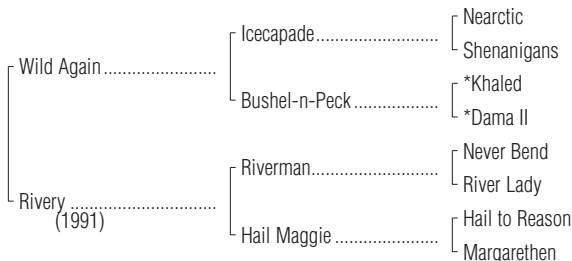 Nearctic
Icecapade
Shenanigans
Wild Again
*Khaled
Bushel-n-Peck
*Dama II
Never Bend
Riverman
River Lady
Rivery
(1991)
Hail to Reason
Hail Maggie
Margarethen